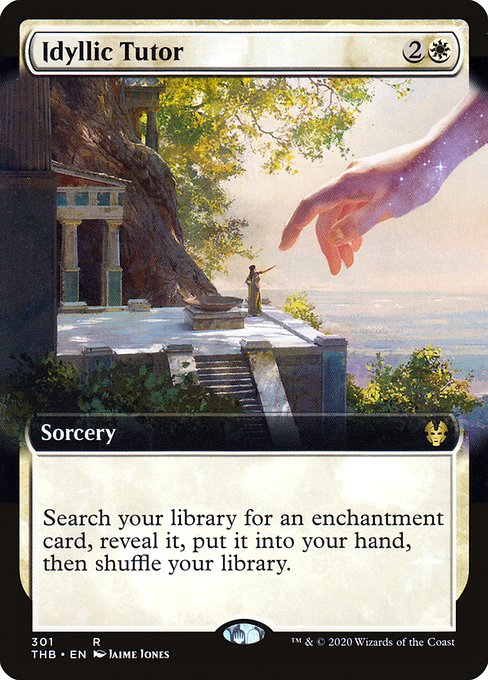 Idyllic Tutor 2
Sorcery
Search your library for an enchantment
card, reveal it, put it into your hand,
then shuffle your library.
301 R
THB • EN Jaime Jones
™ & © 2020 Wizards of the Coast